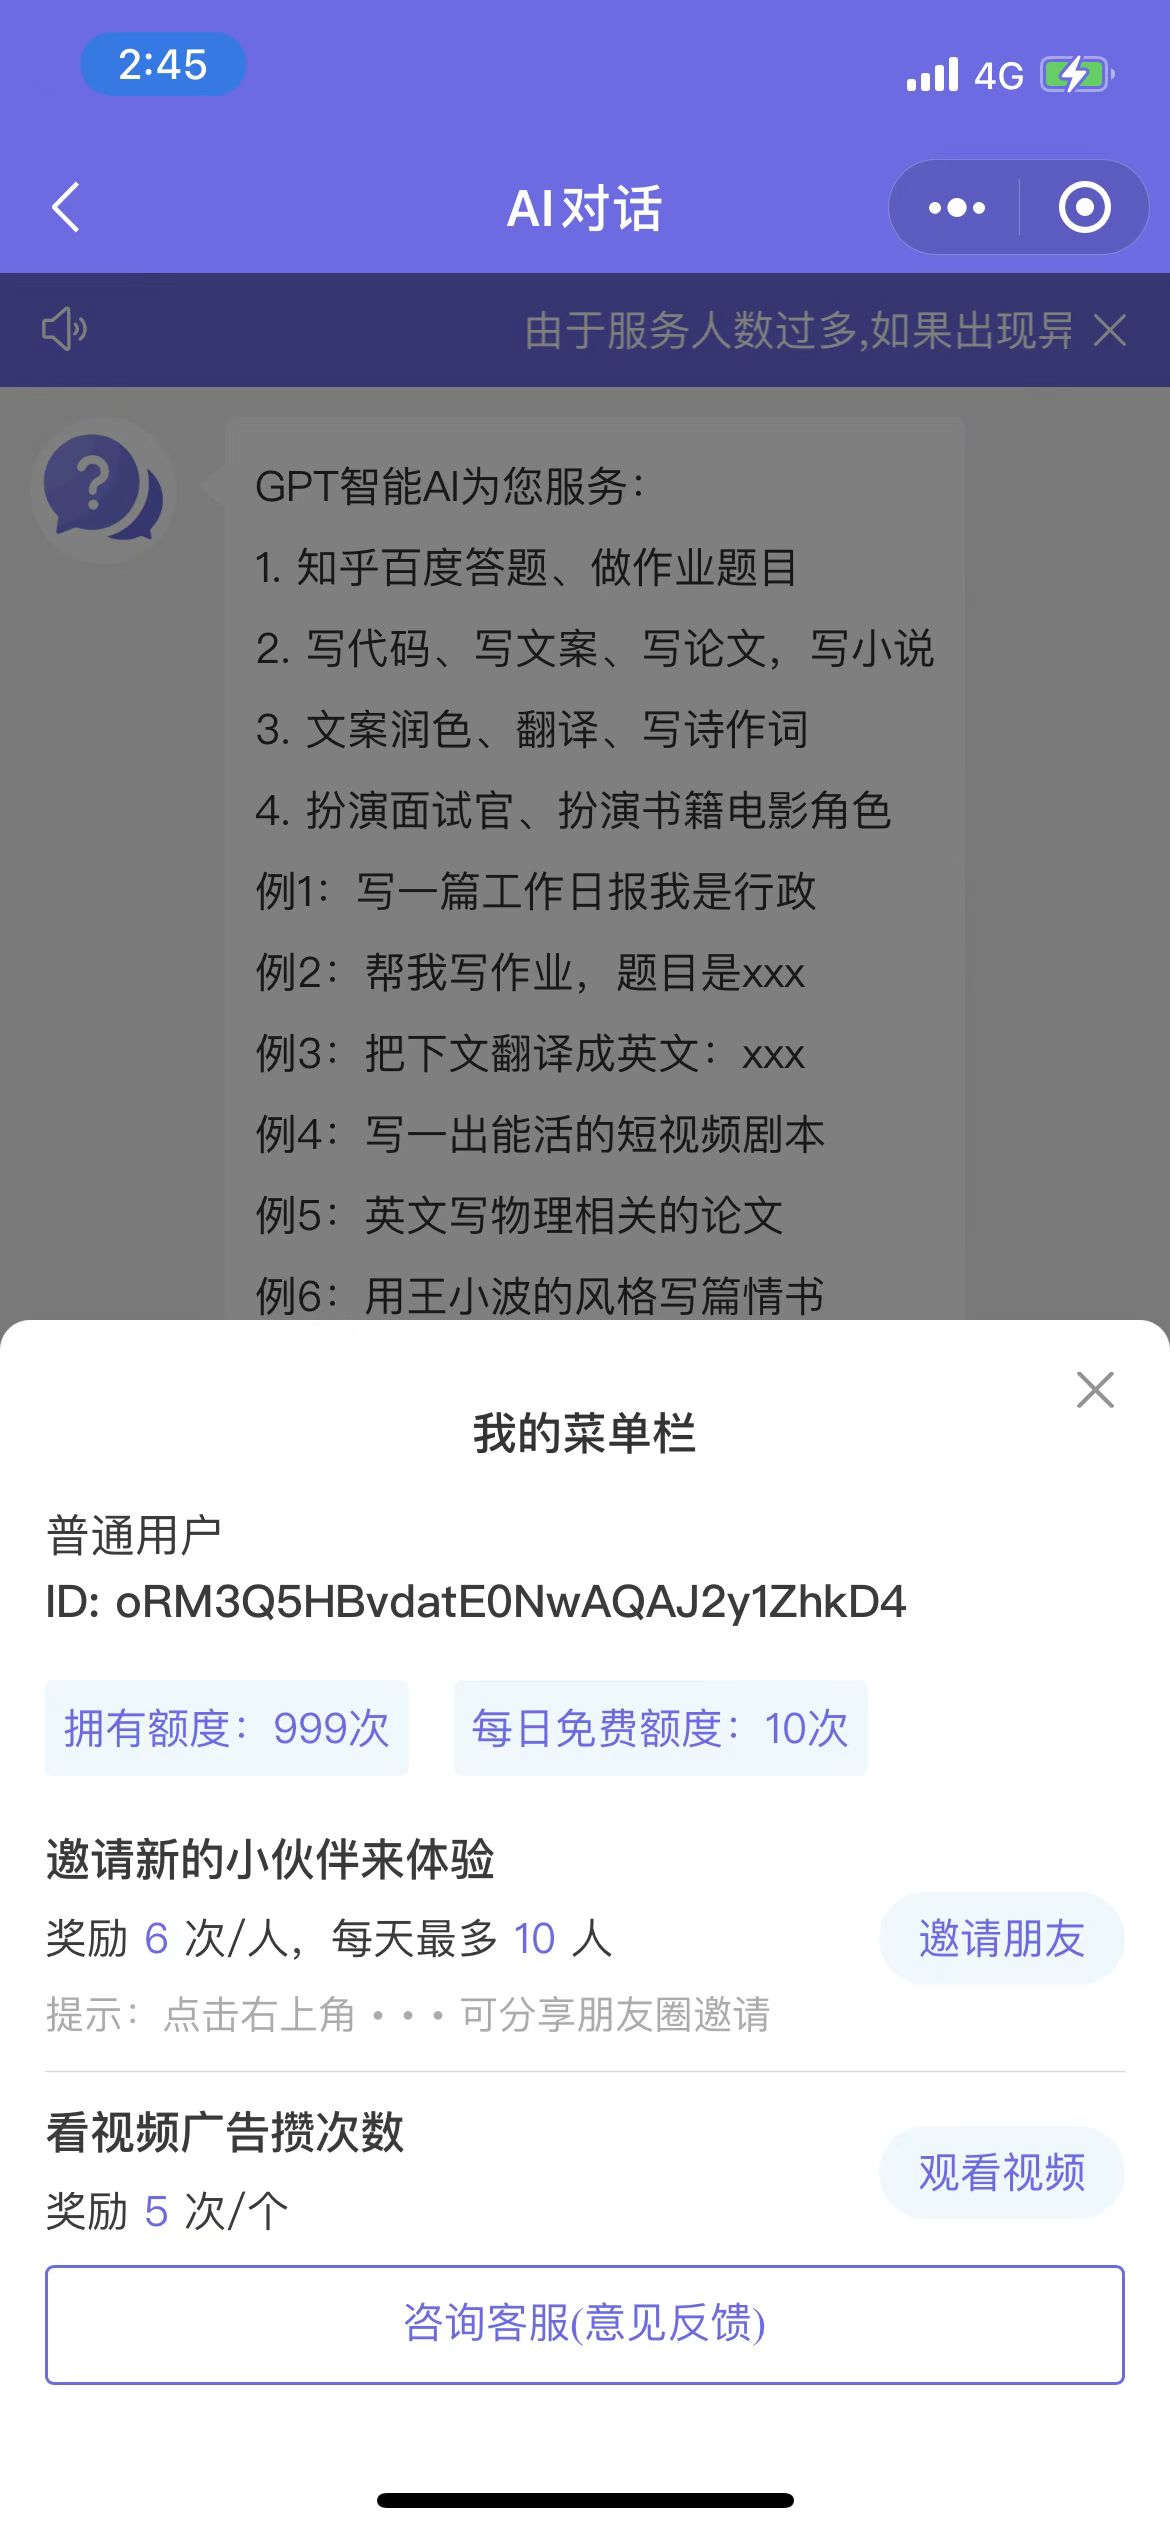 2:45
4G
AI对话
由于服务人数过多,如果出现异
GPT智能AI为您服务：
1. 知乎百度答题、做作业题目
2. 写代码、写文案、写论文，写小说
3. 文案润色、翻译、写诗作词
4. 扮演面试官、扮演书籍电影角色
例1：写一篇工作日报我是行政
例2：帮我写作业，题目是xxx
例3：把下文翻译成英文：xxx
例4：写一出能活的短视频剧本
例5：英文写物理相关的论文
例6：用王小波的风格写篇情书
我的菜单栏
普通用户
ID: oRM3Q5HBvdatE0NwAQAJ2y1ZhkD4
拥有额度：999次
每日免费额度：10次
邀请新的小伙伴来体验
奖励 6 次/人，每天最多 10 人
邀请朋友
提示：点击右上角 • • • 可分享朋友圈邀请
看视频广告攒次数
观看视频
奖励 5 次/个
咨询客服(意见反馈)